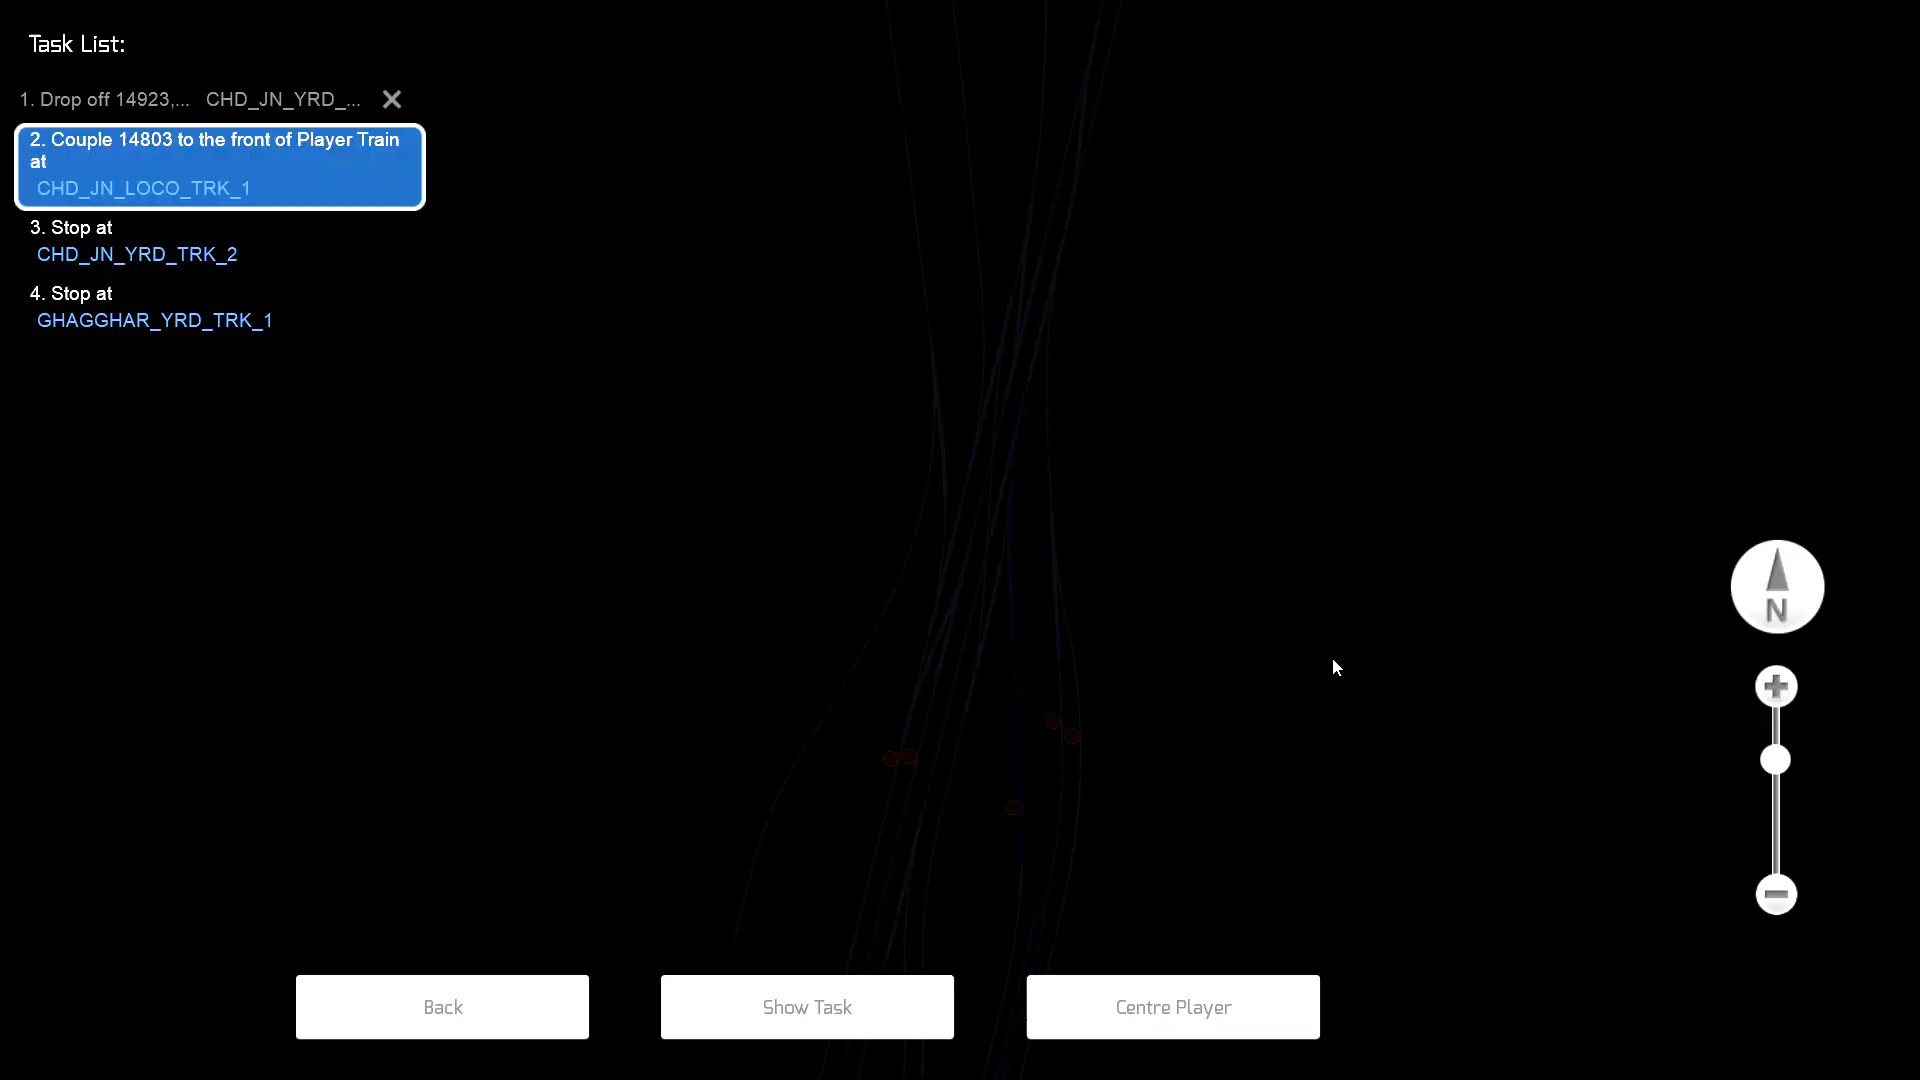 Task List:
1. Drop off 14923,... CHD_JN_YRD_...
2. Couple 14803 to the front of Player Train
at
CHD_JN_LOCO_TRK_1
3. Stop at
CHD_JN_YRD_TRK_2
4. Stop at
GHAGGHAR_YRD_TRK_1
N
Back
Show Task
Centre Player